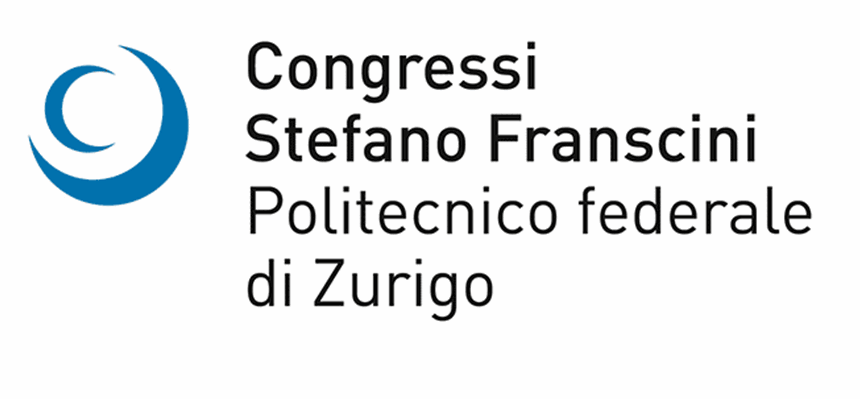 Congressi
Stefano Franscini
Politecnico federale
di Zurigo